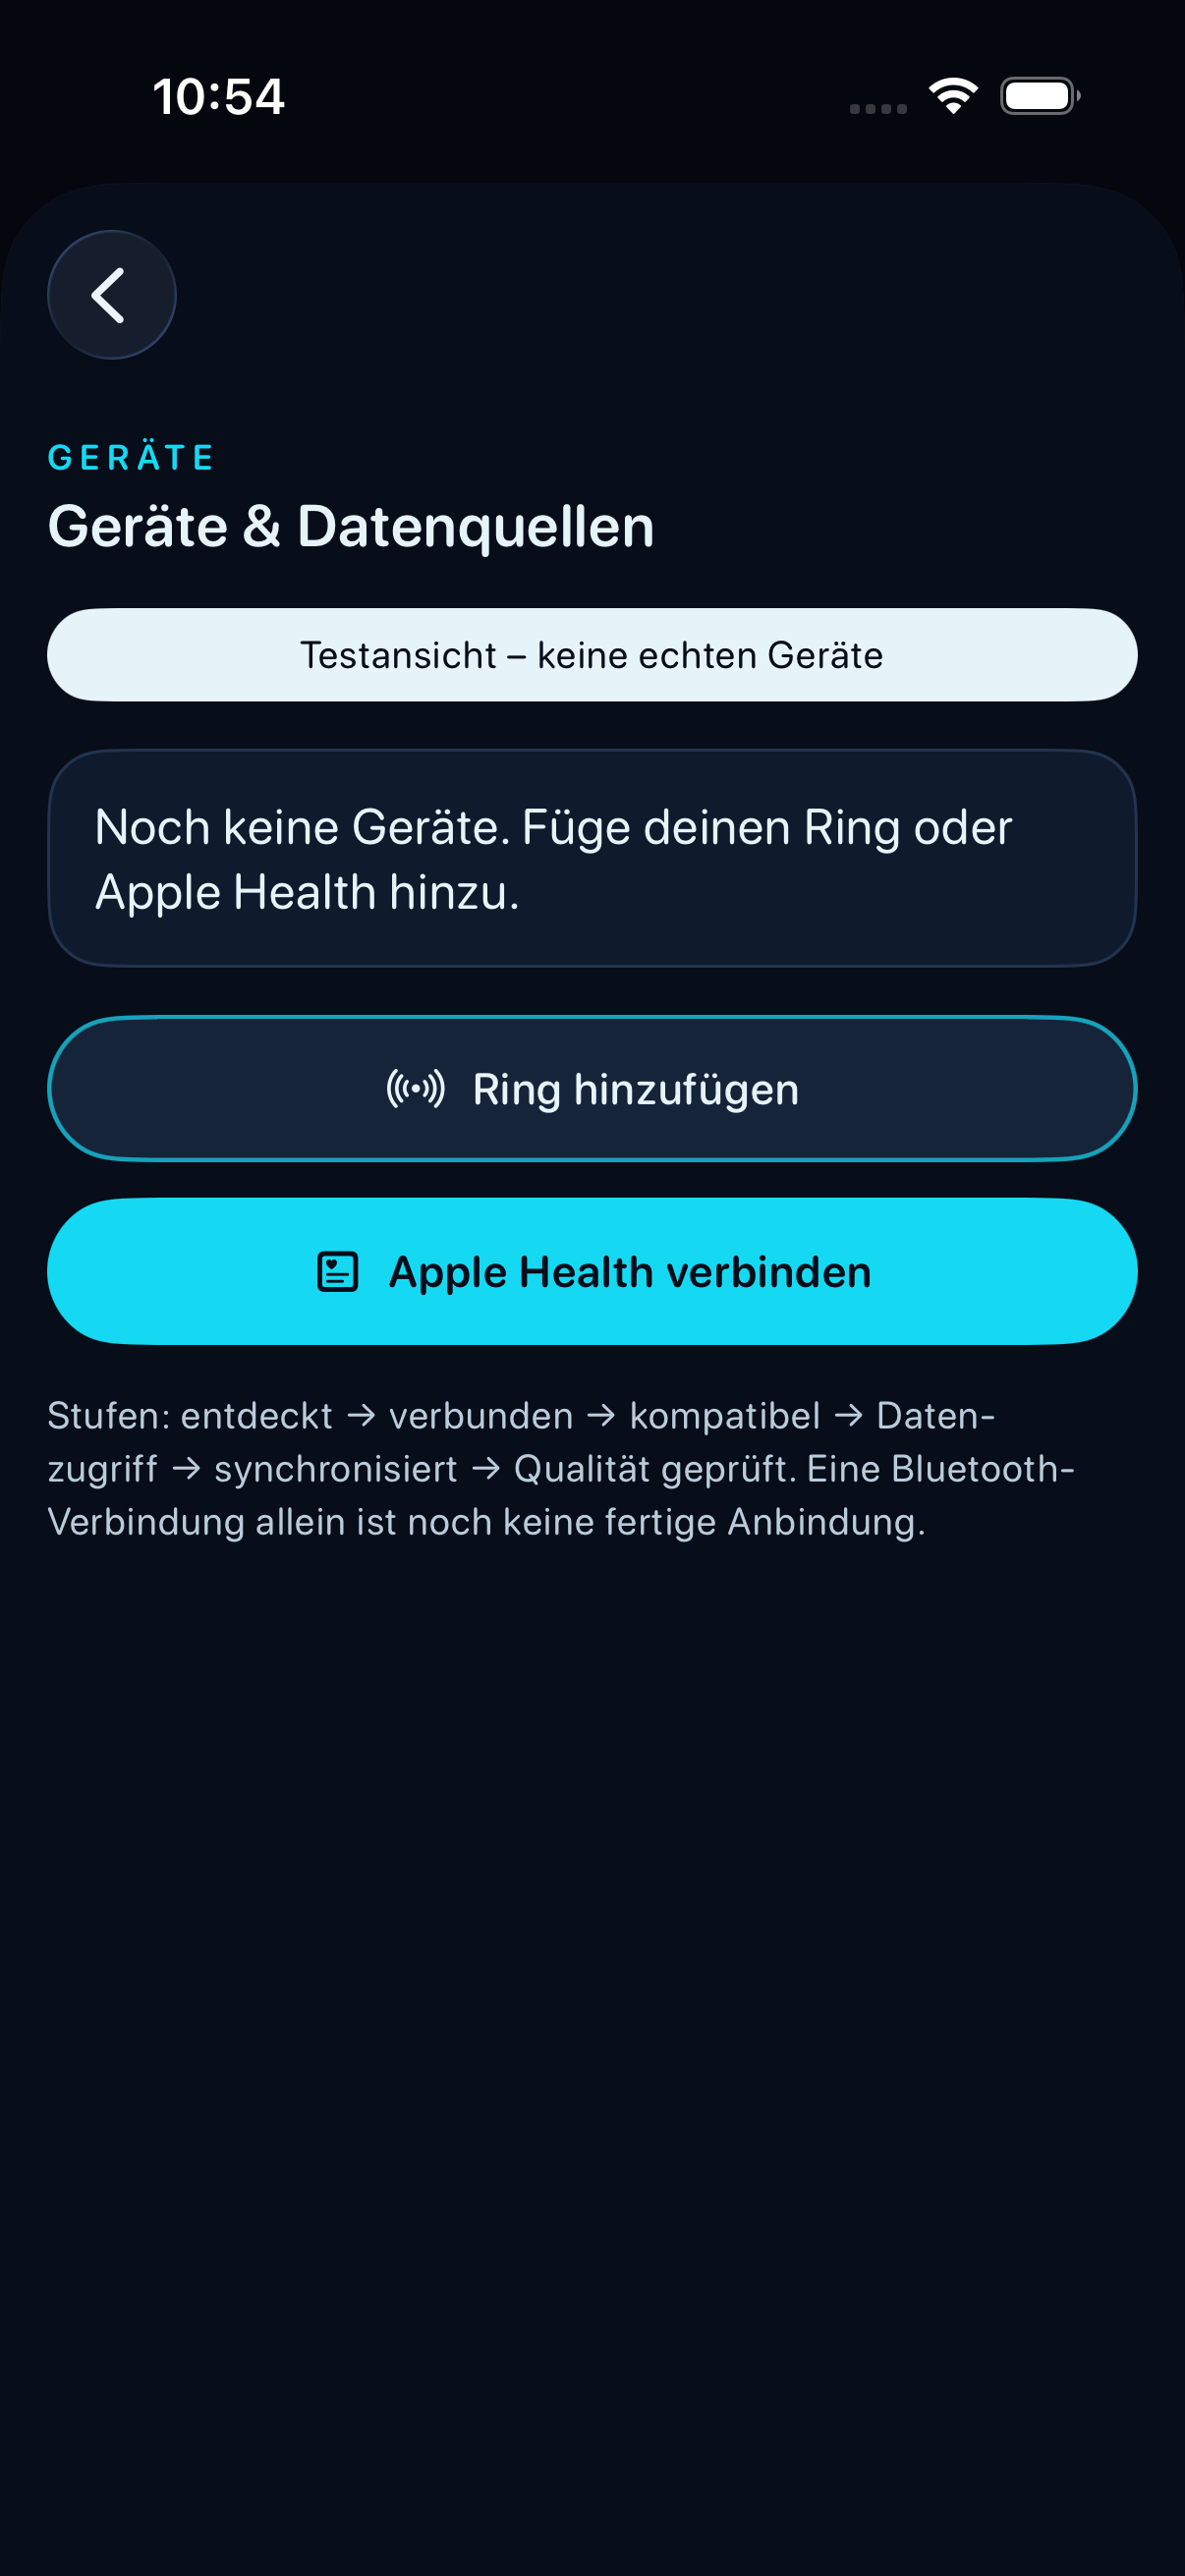 10:54
GERÄTE
Geräte & Datenquellen
Testansicht – keine echten Geräte
Noch keine Geräte. Füge deinen Ring oder
Apple Health hinzu.
Ring hinzufügen
Apple Health verbinden
Stufen: entdeckt → verbunden → kompatibel → Daten-
zugriff → synchronisiert → Qualität geprüft. Eine Bluetooth-
Verbindung allein ist noch keine fertige Anbindung.